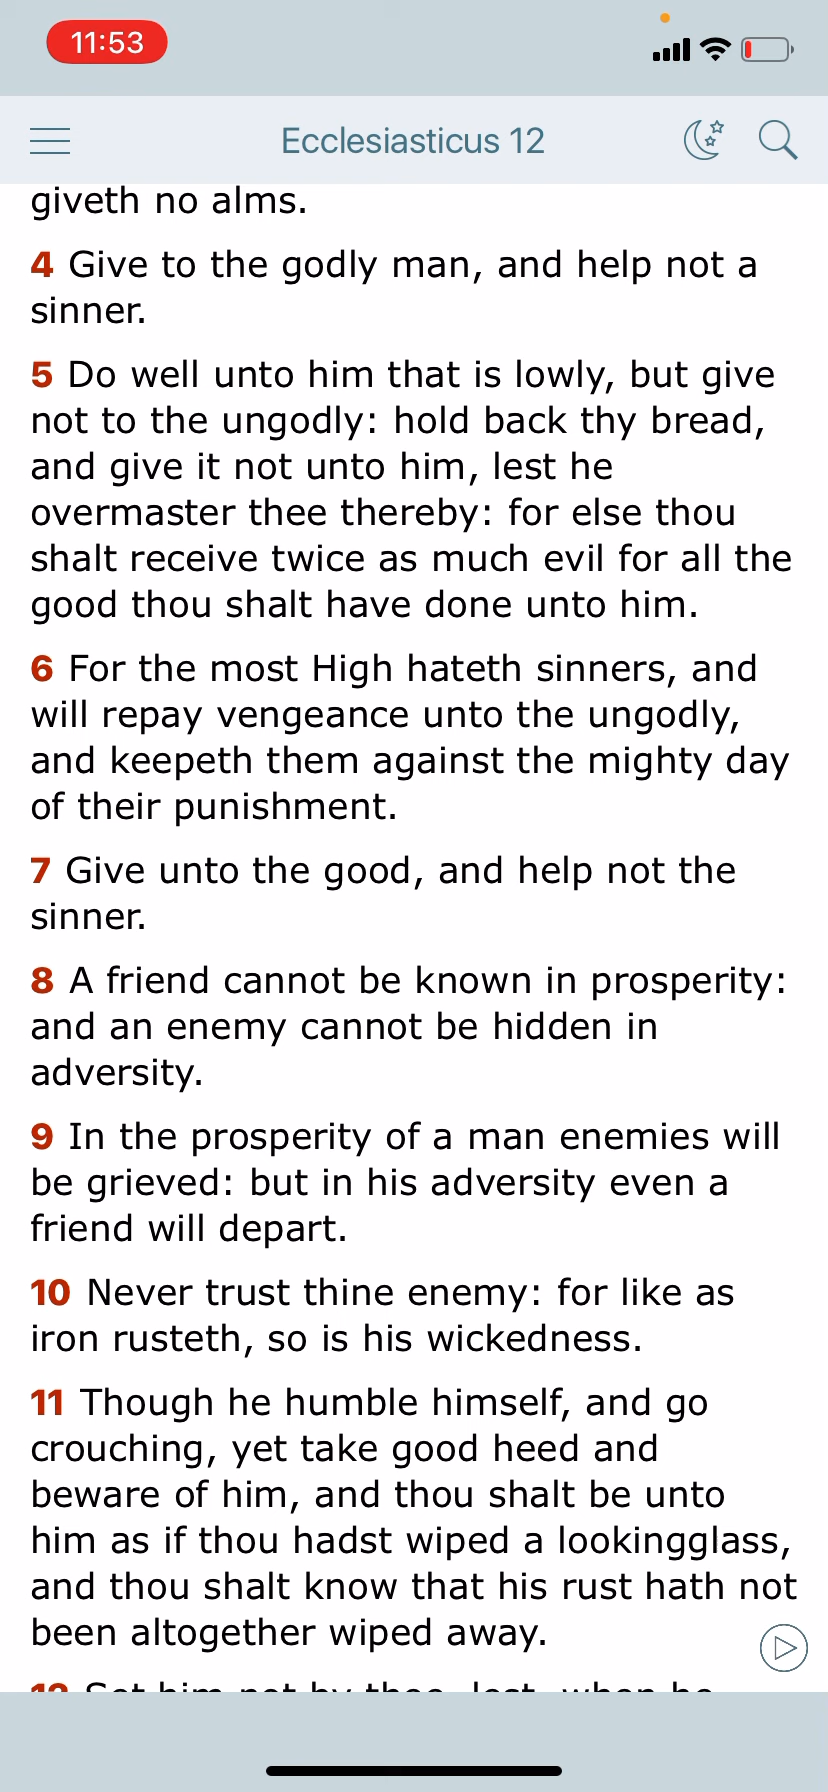 11:53
Ecclesiasticus 12
giveth no alms.
4 Give to the godly man, and help not a
sinner.
5 Do well unto him that is lowly, but give
not to the ungodly: hold back thy bread,
and give it not unto him, lest he
overmaster thee thereby: for else thou
shalt receive twice as much evil for all the
good thou shalt have done unto him.
6 For the most High hateth sinners, and
will repay vengeance unto the ungodly,
and keepeth them against the mighty day
of their punishment.
7 Give unto the good, and help not the
sinner.
8 A friend cannot be known in prosperity:
and an enemy cannot be hidden in
adversity.
9 In the prosperity of a man enemies will
be grieved: but in his adversity even a
friend will depart.
10 Never trust thine enemy: for like as
iron rusteth, so is his wickedness.
11 Though he humble himself, and go
crouching, yet take good heed and
beware of him, and thou shalt be unto
him as if thou hadst wiped a lookingglass,
and thou shalt know that his rust hath not
been altogether wiped away.
12 Set him not by thee, lest, when he